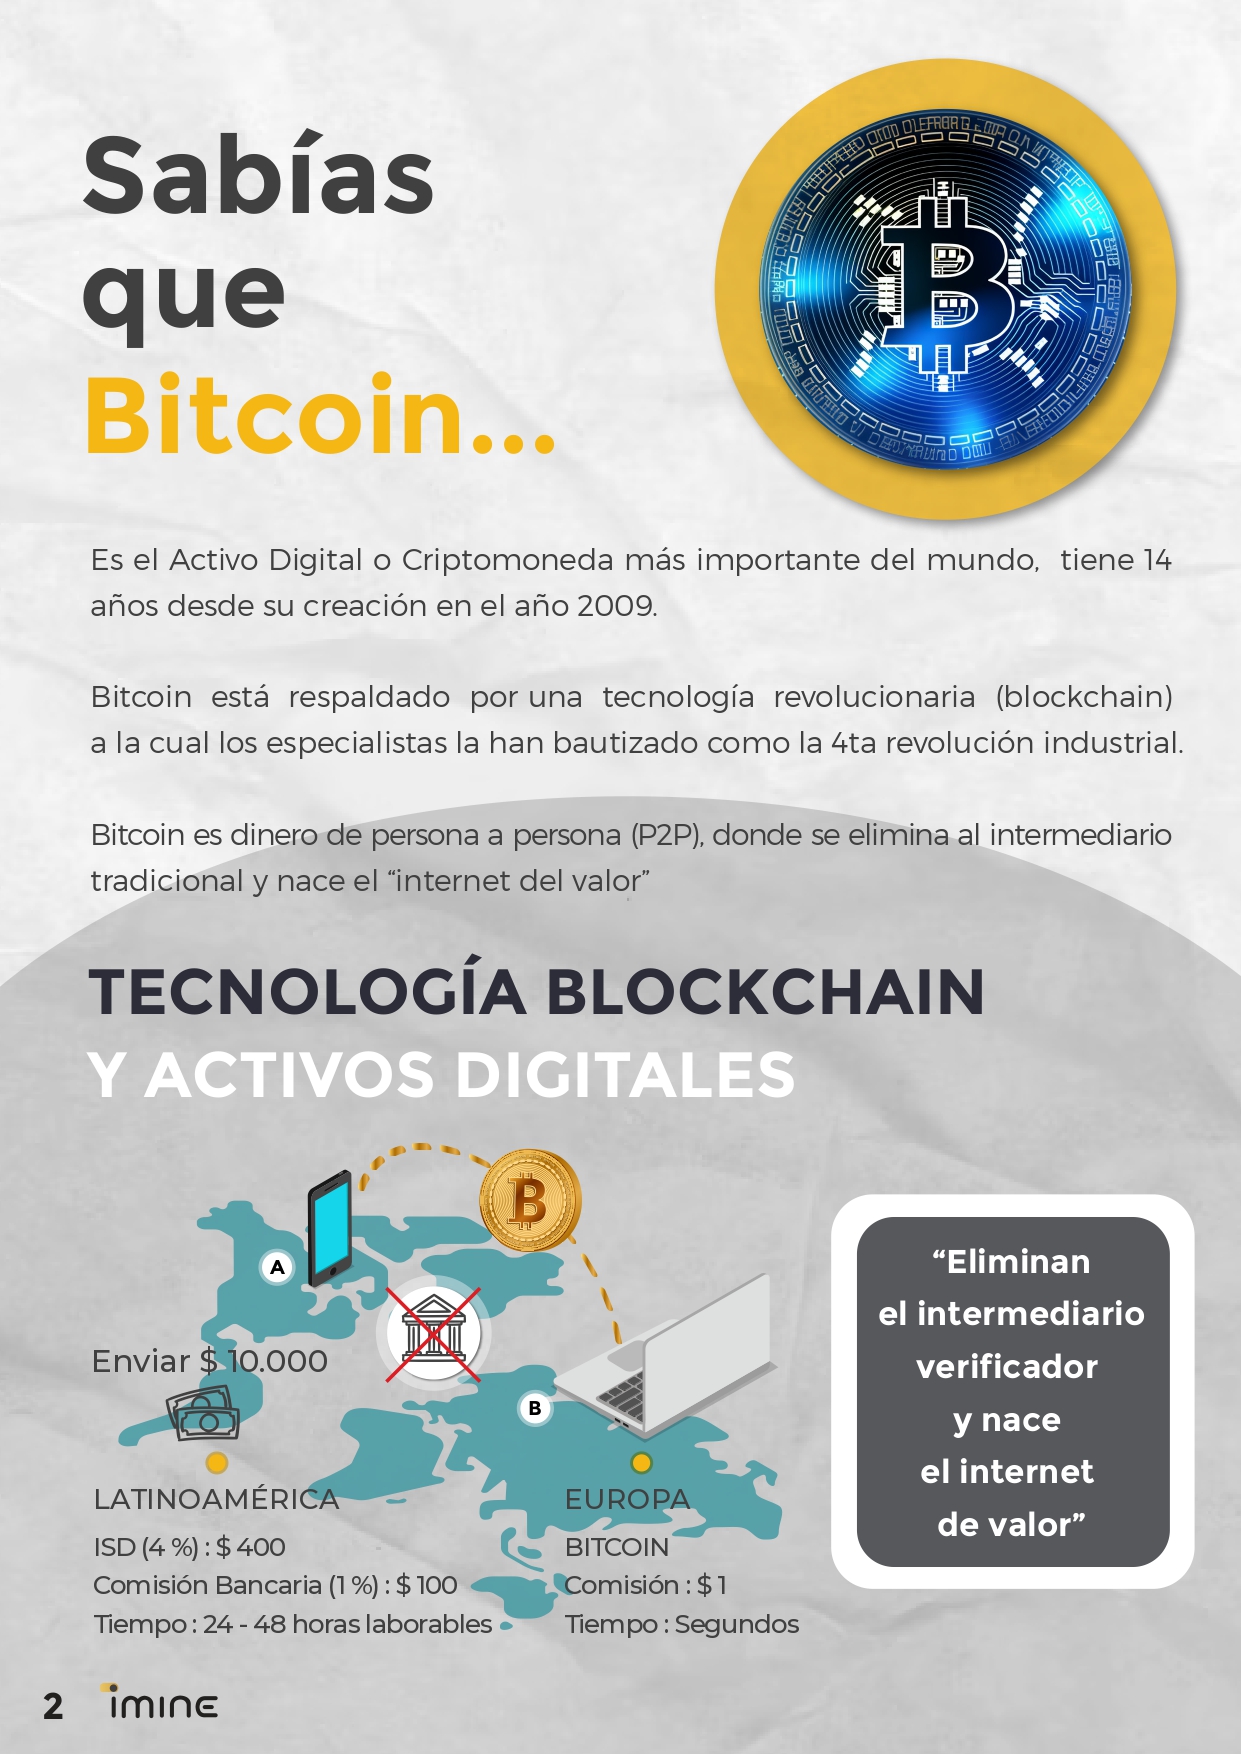 Sabías
que
Bitcoin...
Es el Activo Digital o Criptomoneda más importante del mundo, tiene 14
años desde su creación en el año 2009.
Bitcoin está respaldado por una tecnología revolucionaria (blockchain)
a la cual los especialistas la han bautizado como la 4ta revolución industrial.
Bitcoin es dinero de persona a persona (P2P), donde se elimina al intermediario
tradicional y nace el “internet del valor”
TECNOLOGÍA BLOCKCHAIN
Y ACTIVOS DIGITALES
A
Enviar $ 10.000
B
LATINOAMÉRICA
ISD (4 %) : $ 400
Comisión Bancaria (1 %) : $ 100
Tiempo : 24 - 48 horas laborables
EUROPA
BITCOIN
Comisión : $ 1
Tiempo : Segundos
“Eliminan
el intermediario
verificador
y nace
el internet
de valor”
2 imine